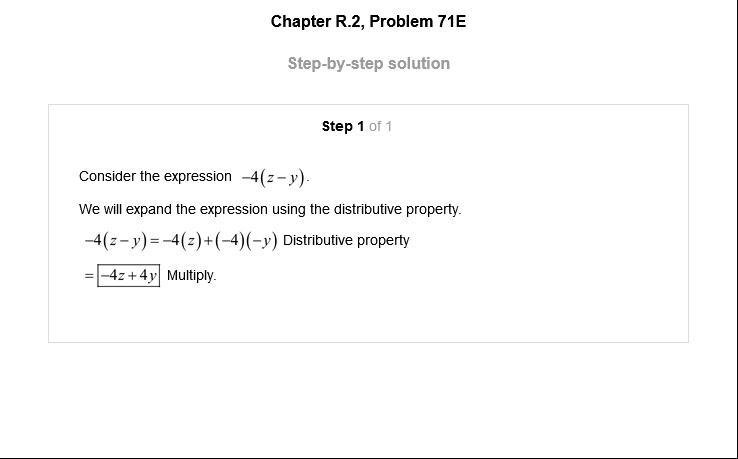 Chapter R.2, Problem 71E
Step-by-step solution
Step 1 of 1
Consider the expression −4(z − y).
We will expand the expression using the distributive property.
−4(z − y) = −4(z) + (−4)(−y) Distributive property
= −4z + 4y Multiply.